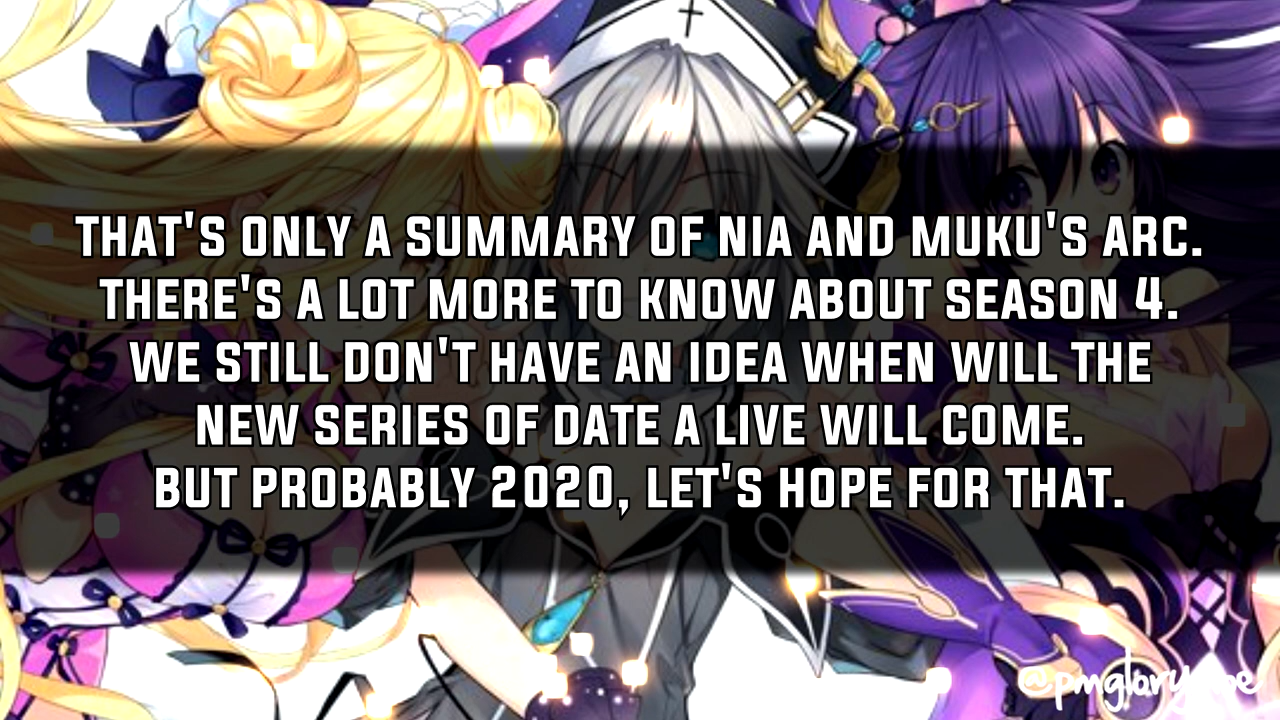 THAT'S ONLY A SUMMARY OF NIA AND MUKU'S ARC.
THERE'S A LOT MORE TO KNOW ABOUT SEASON 4.
WE STILL DON'T HAVE AN IDEA WHEN WILL THE
NEW SERIES OF DATE A LIVE WILL COME.
BUT PROBABLY 2020, LET'S HOPE FOR THAT.